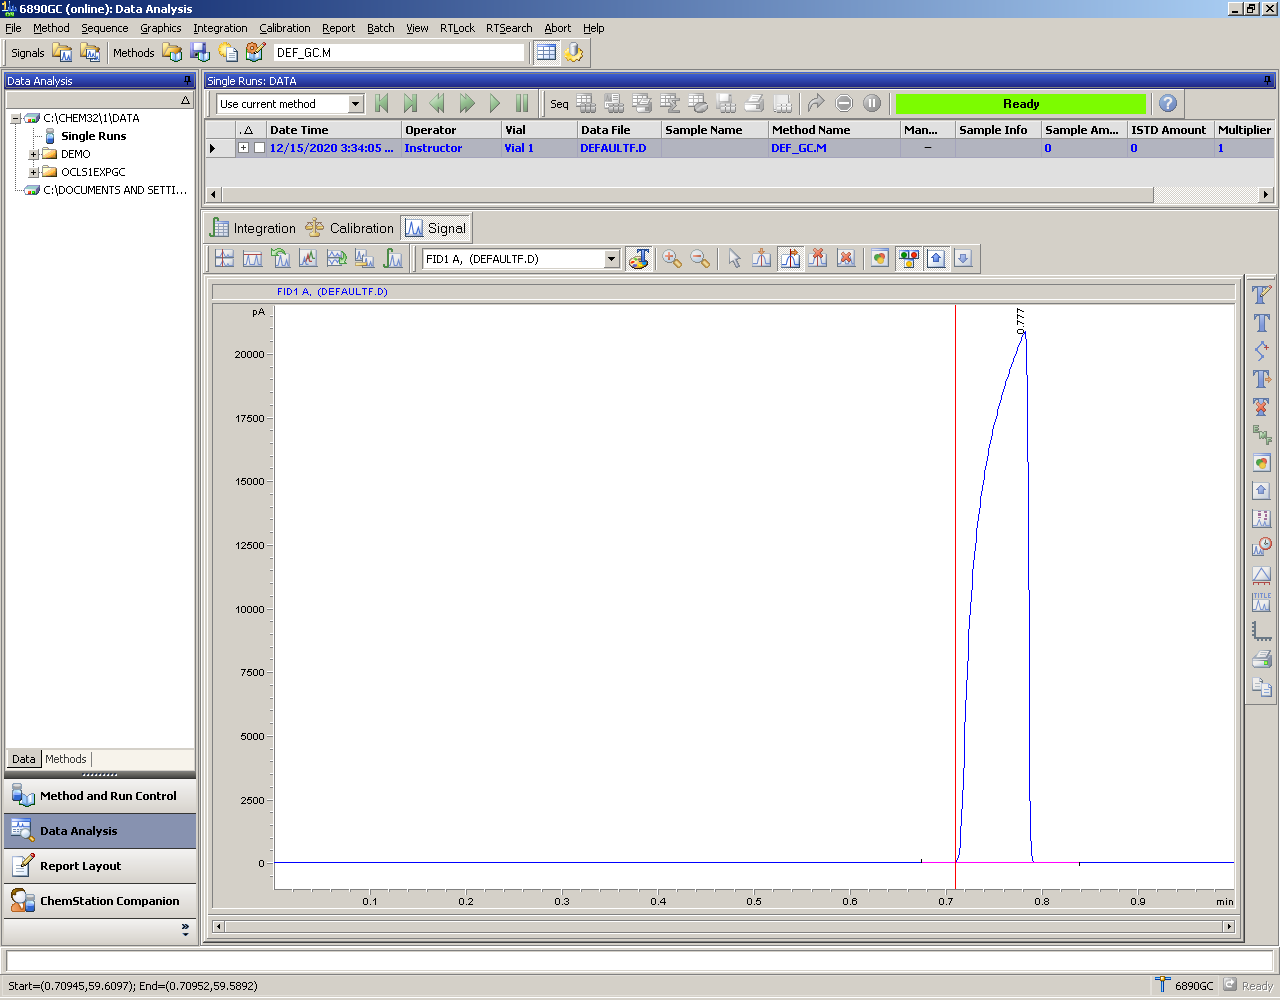 6890GC (online): Data Analysis
File Method Sequence Graphics Integration Calibration Report Batch View RTLock RTSearch Abort Help
Signals Methods DEF_GC.M
Data Analysis
C:\CHEM32\1\DATA
Single Runs
DEMO
OCLS1EXPGC
C:\DOCUMENTS AND SETTI...
Data Methods
Method and Run Control
Data Analysis
Report Layout
ChemStation Companion
Single Runs: DATA
Use current method Seq Ready
Date Time Operator Vial Data File Sample Name Method Name Man... Sample Info Sample Am... ISTD Amount Multiplier
12/15/2020 3:34:05 ... Instructor Vial 1 DEFAULTF.D DEF_GC.M – 0 0 1
Integration Calibration Signal
FID1 A, (DEFAULTF.D)
FID1 A, (DEFAULTF.D)
pA
0.777
20000
17500
15000
12500
10000
7500
5000
2500
0
0.1 0.2 0.3 0.4 0.5 0.6 0.7 0.8 0.9 min
TITLE
Start=(0.70945,59.6097); End=(0.70952,59.5892)
6890GC Ready